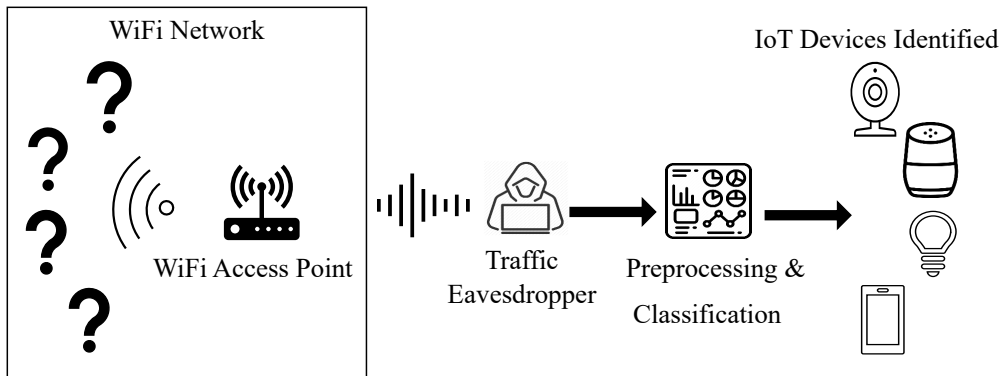 WiFi Network
WiFi Access Point
Traffic
Eavesdropper
Preprocessing &
Classification
IoT Devices Identified